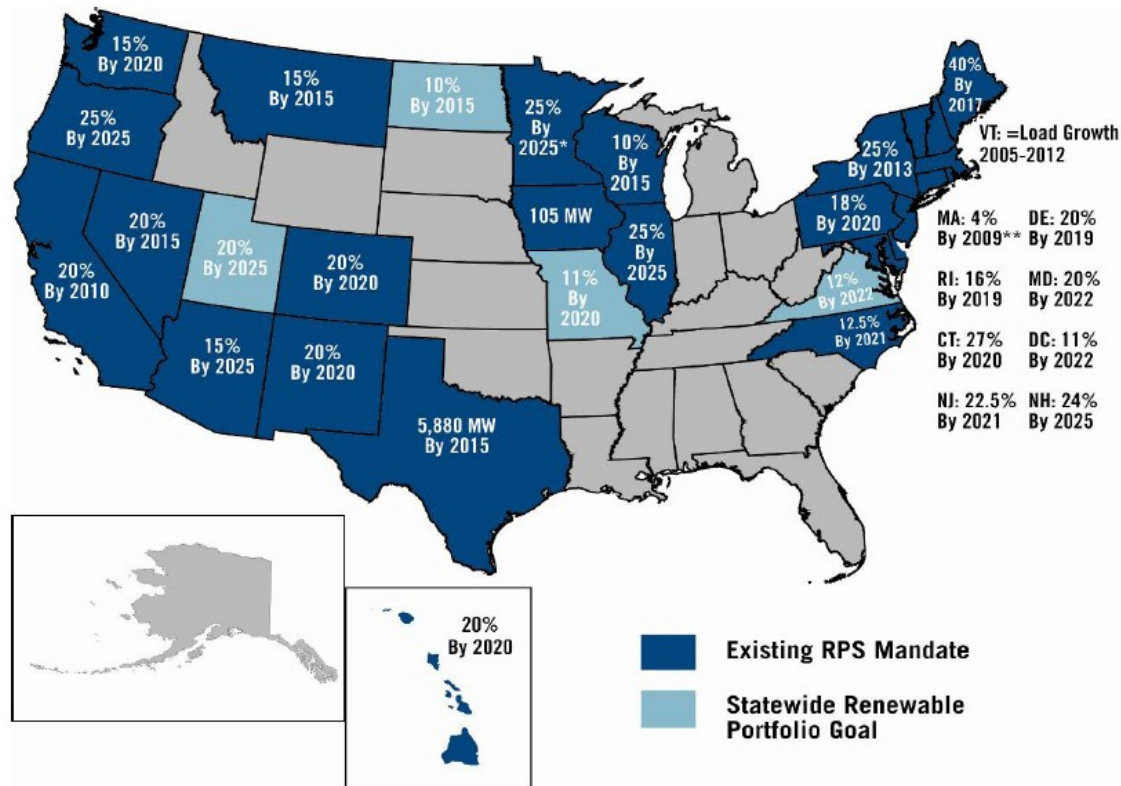 15%
By 2020
25%
By 2025
15%
By 2015
10%
By 2015
25%
By
2025*
10%
By
2015
105 MW
25%
By
2025
20%
By 2010
20%
By 2015
20%
By 2025
20%
By 2020
11%
By
2020
15%
By 2025
20%
By 2020
5,880 MW
By 2015
40%
By
2017
25%
By 2013
18%
By 2020
12%
By 2022
12.5%
By 2021
VT: =Load Growth
2005-2012
MA: 4%
By 2009**
DE: 20%
By 2019
RI: 16%
By 2019
MD: 20%
By 2022
CT: 27%
By 2020
DC: 11%
By 2022
NJ: 22.5%
By 2021
NH: 24%
By 2025
20%
By 2020
Existing RPS Mandate
Statewide Renewable
Portfolio Goal